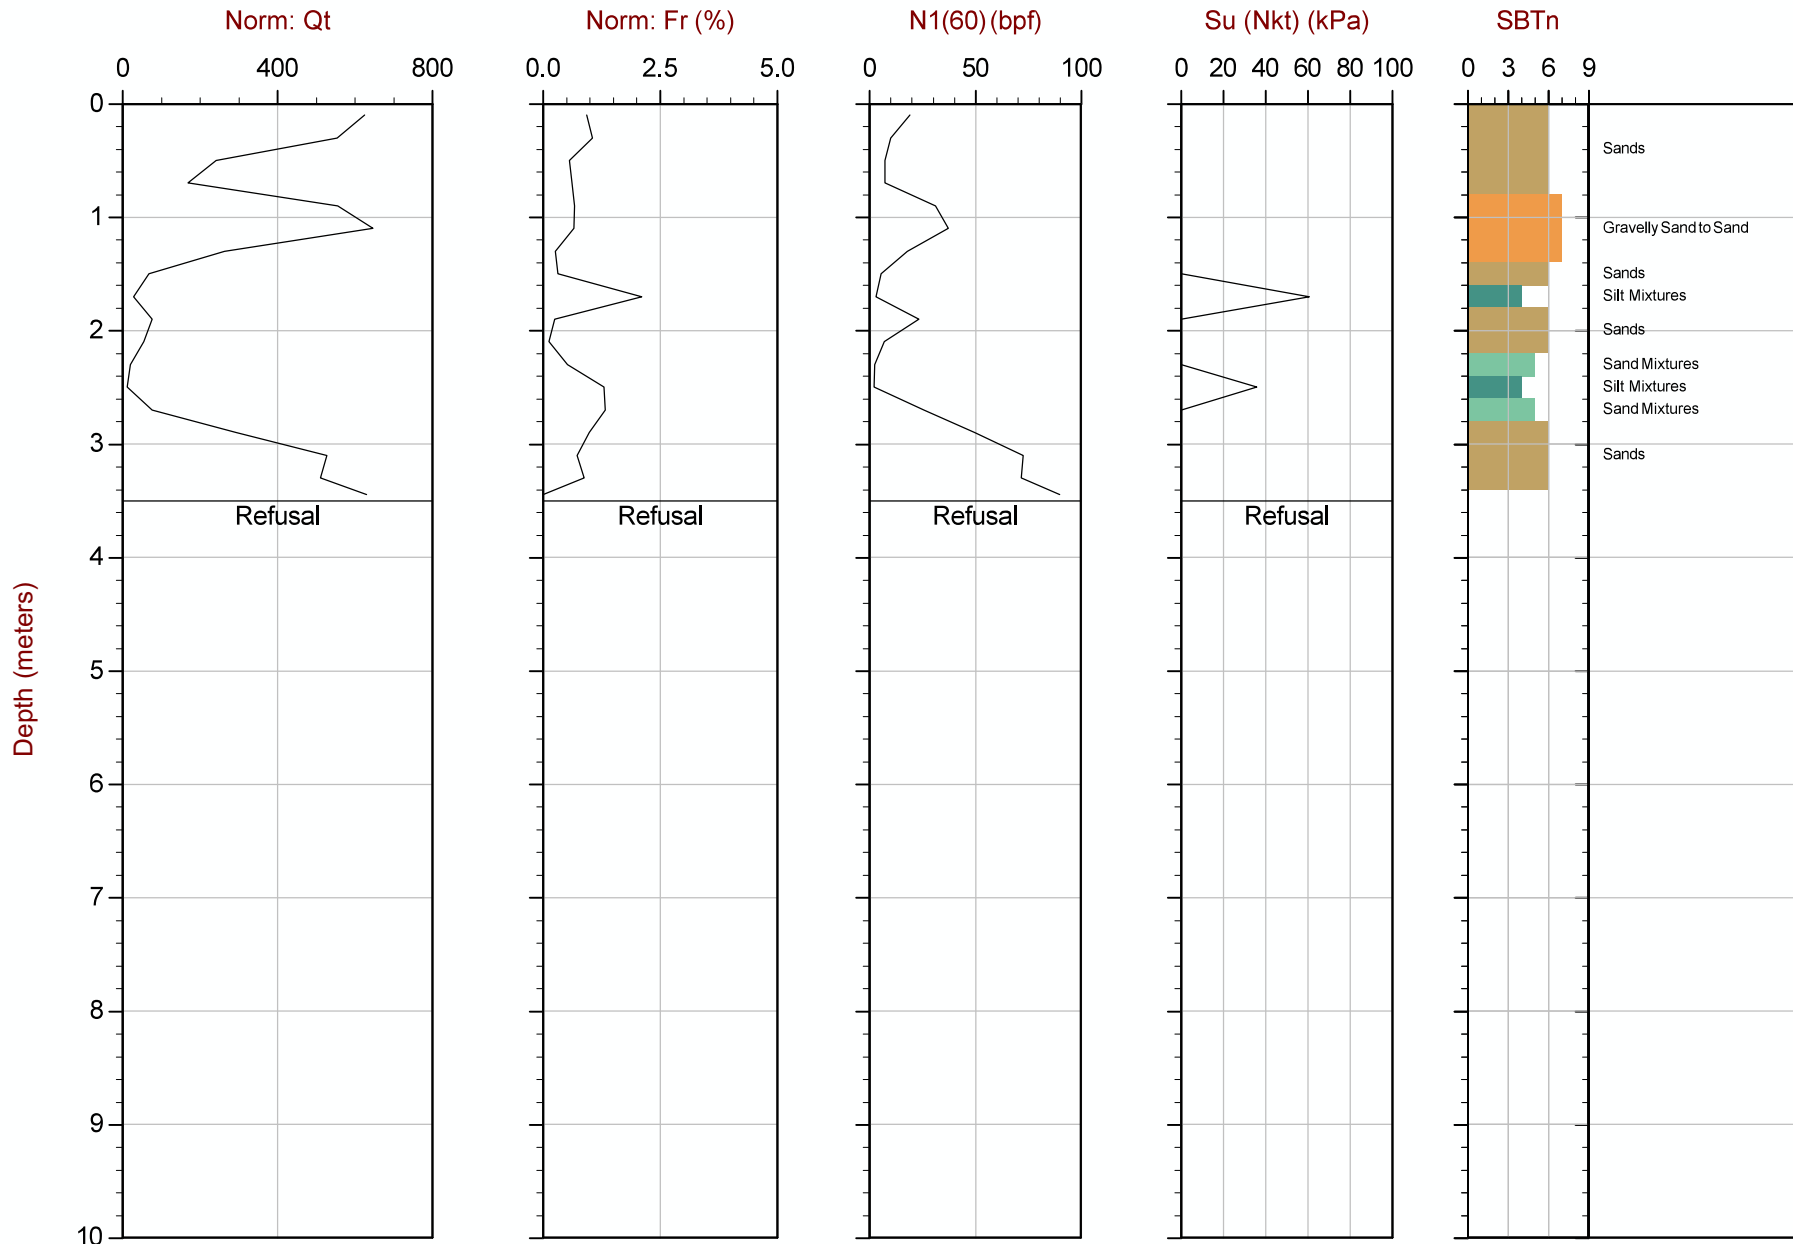 Norm: Qt Norm: Fr (%) N1(60) (bpf) Su (Nkt) (kPa) SBTn
0 400 800 0.0 2.5 5.0 0 50 100 0 20 40 60 80 100 0 3 6 9
0
Sands
1
Gravelly Sand to Sand
Sands
Silt Mixtures
2
Sands
Sand Mixtures
Silt Mixtures
Sand Mixtures
3
Sands
Refusal Refusal Refusal Refusal
4
5
Depth (meters)
6
7
8
9
10